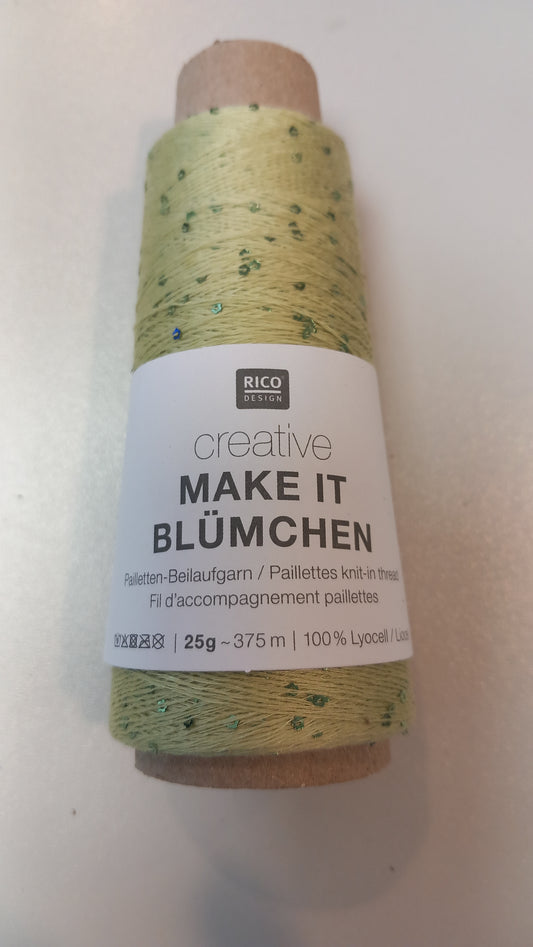 RICO
DESIGN
creative
MAKE IT
BLÜMCHEN
Pailletten-Beilaufgarn / Paillettes knit-in thread
Fil d'accompagnement paillettes
| 25g ~ 375 m | 100 % Lyocell /